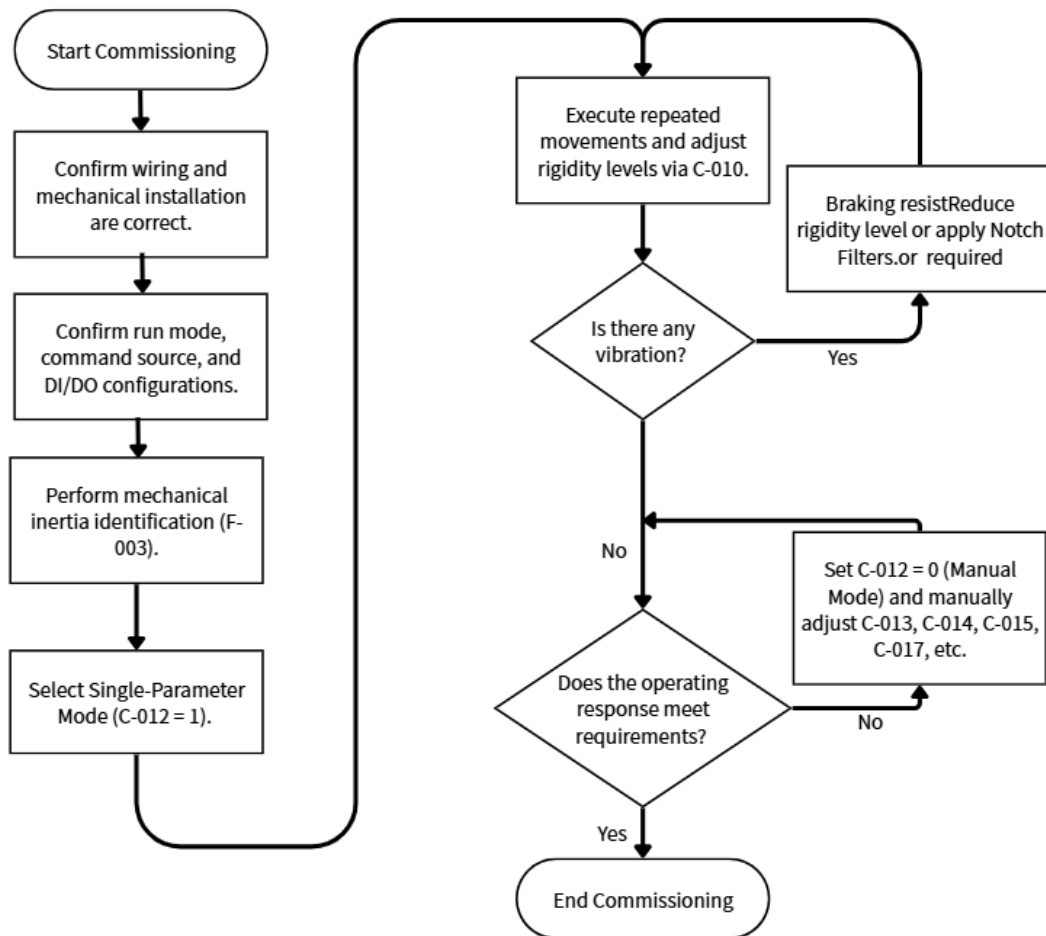 Start Commissioning
Confirm wiring and
mechanical installation
are correct.
Confirm run mode,
command source, and
DI/DO configurations.
Perform mechanical
inertia identification (F-
003).
Select Single-Parameter
Mode (C-012 = 1).
Execute repeated
movements and adjust
rigidity levels via C-010.
Is there any
vibration?
Yes
Braking resistReduce
rigidity level or apply Notch
Filters.or  required
No
Does the operating
response meet
requirements?
No
Set C-012 = 0 (Manual
Mode) and manually
adjust C-013, C-014, C-015,
C-017, etc.
Yes
End Commissioning